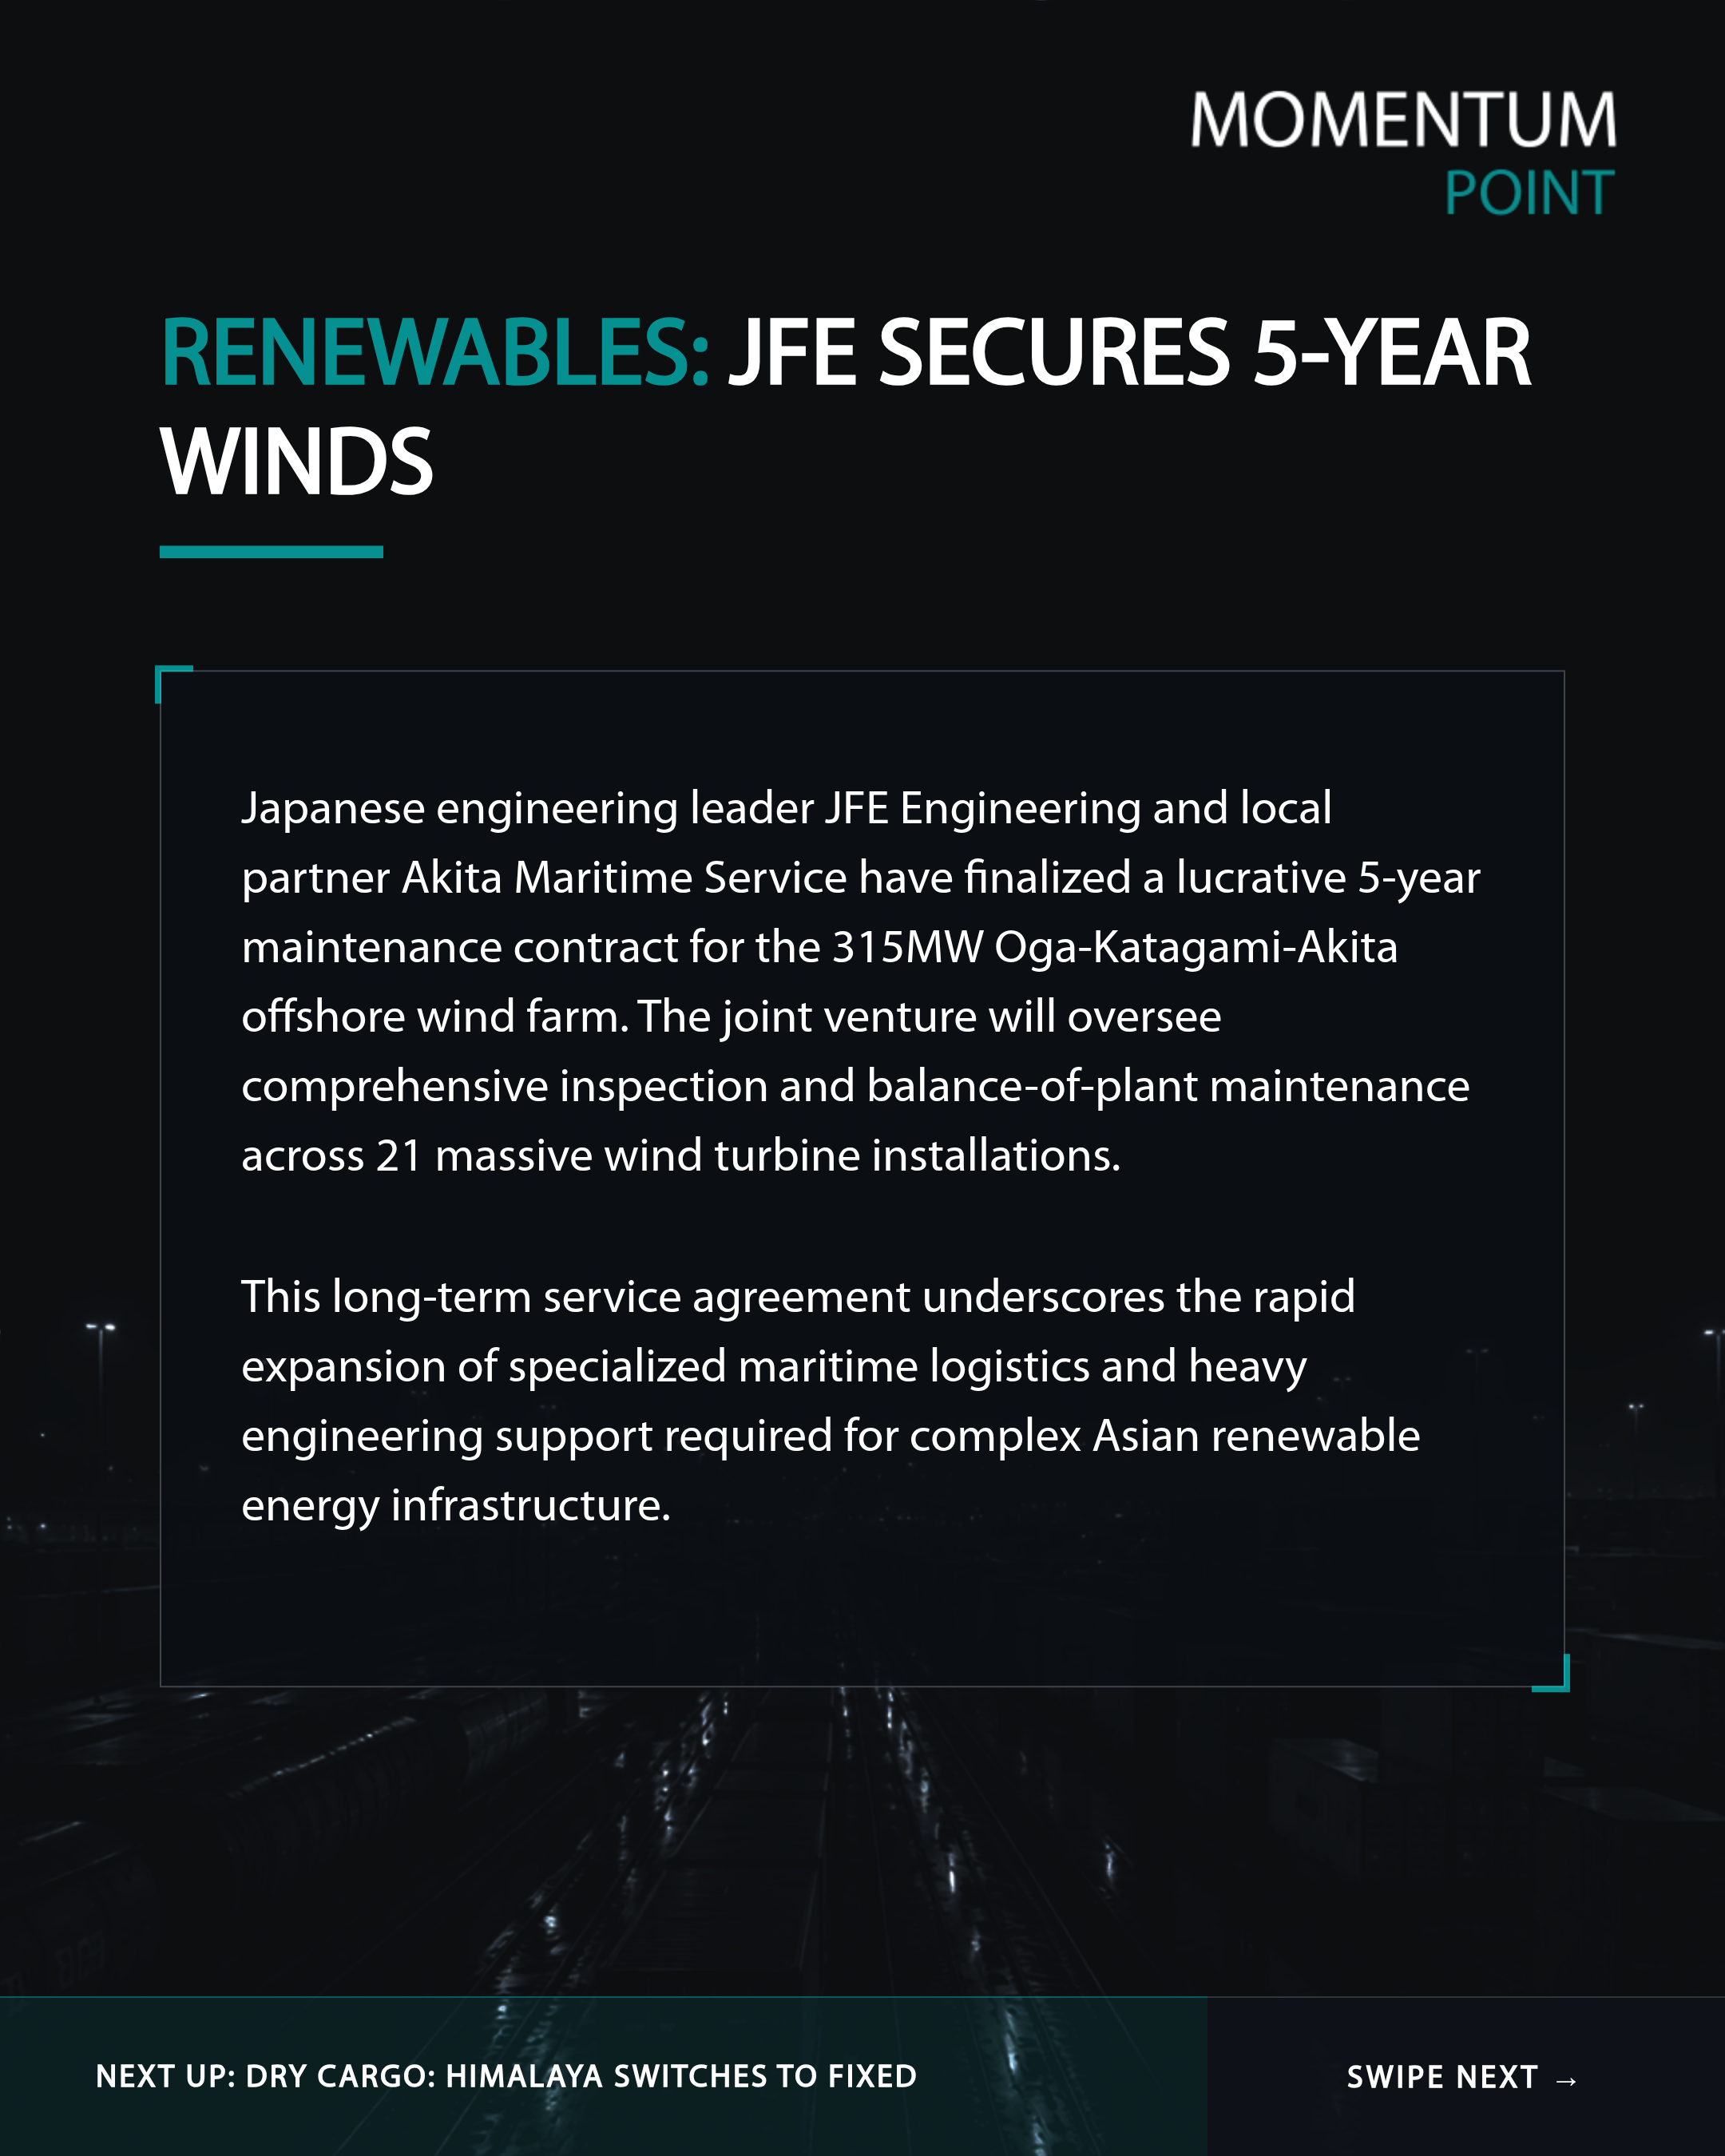 MOMENTUM
POINT
RENEWABLES: JFE SECURES 5-YEAR
WINDS
Japanese engineering leader JFE Engineering and local
partner Akita Maritime Service have finalized a lucrative 5-year
maintenance contract for the 315MW Oga-Katagami-Akita
offshore wind farm. The joint venture will oversee
comprehensive inspection and balance-of-plant maintenance
across 21 massive wind turbine installations.
This long-term service agreement underscores the rapid
expansion of specialized maritime logistics and heavy
engineering support required for complex Asian renewable
energy infrastructure.
NEXT UP: DRY CARGO: HIMALAYA SWITCHES TO FIXED
SWIPE NEXT →